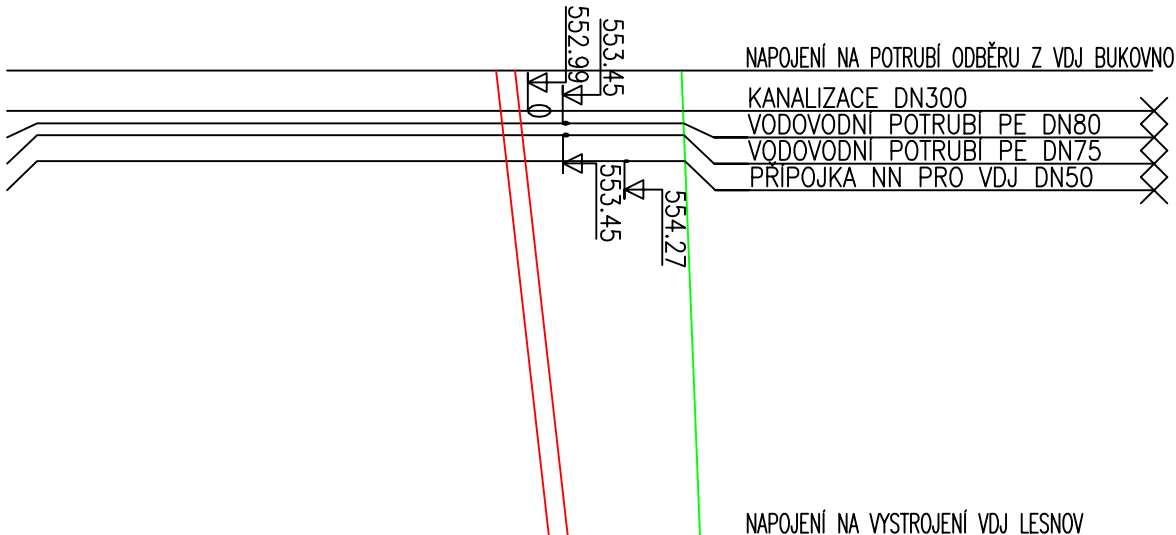 NAPOJENÍ NA POTRUBÍ ODBĚRU Z VDJ BUKOVNO
KANALIZACE DN300
VODOVODNÍ POTRUBÍ PE DN80
VODOVODNÍ POTRUBÍ PE DN75
PŘÍPOJKA NN PRO VDJ DN50
552.99
553.45
553.45
554.27
NAPOJENÍ NA VYSTROJENÍ VDJ LESNOV